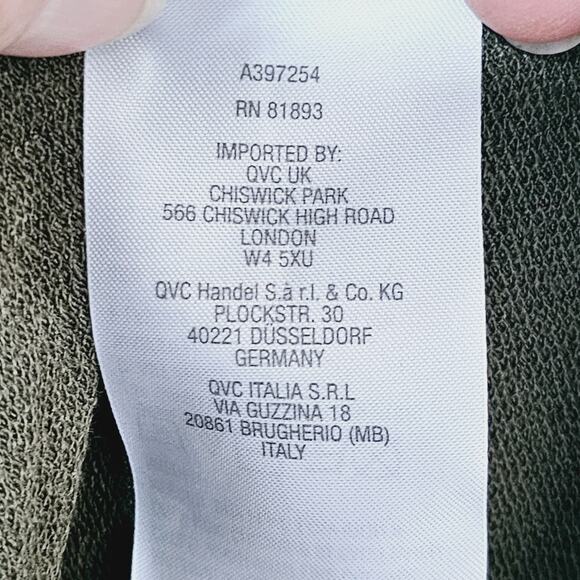 A397254
RN 81893
IMPORTED BY:
QVC UK
CHISWICK PARK
566 CHISWICK HIGH ROAD
LONDON
W4 5XU
QVC Handel S.à r.l. & Co. KG
PLOCKSTR. 30
40221 DÜSSELDORF
GERMANY
QVC ITALIA S.R.L
VIA GUZZINA 18
20861 BRUGHERIO (MB)
ITALY